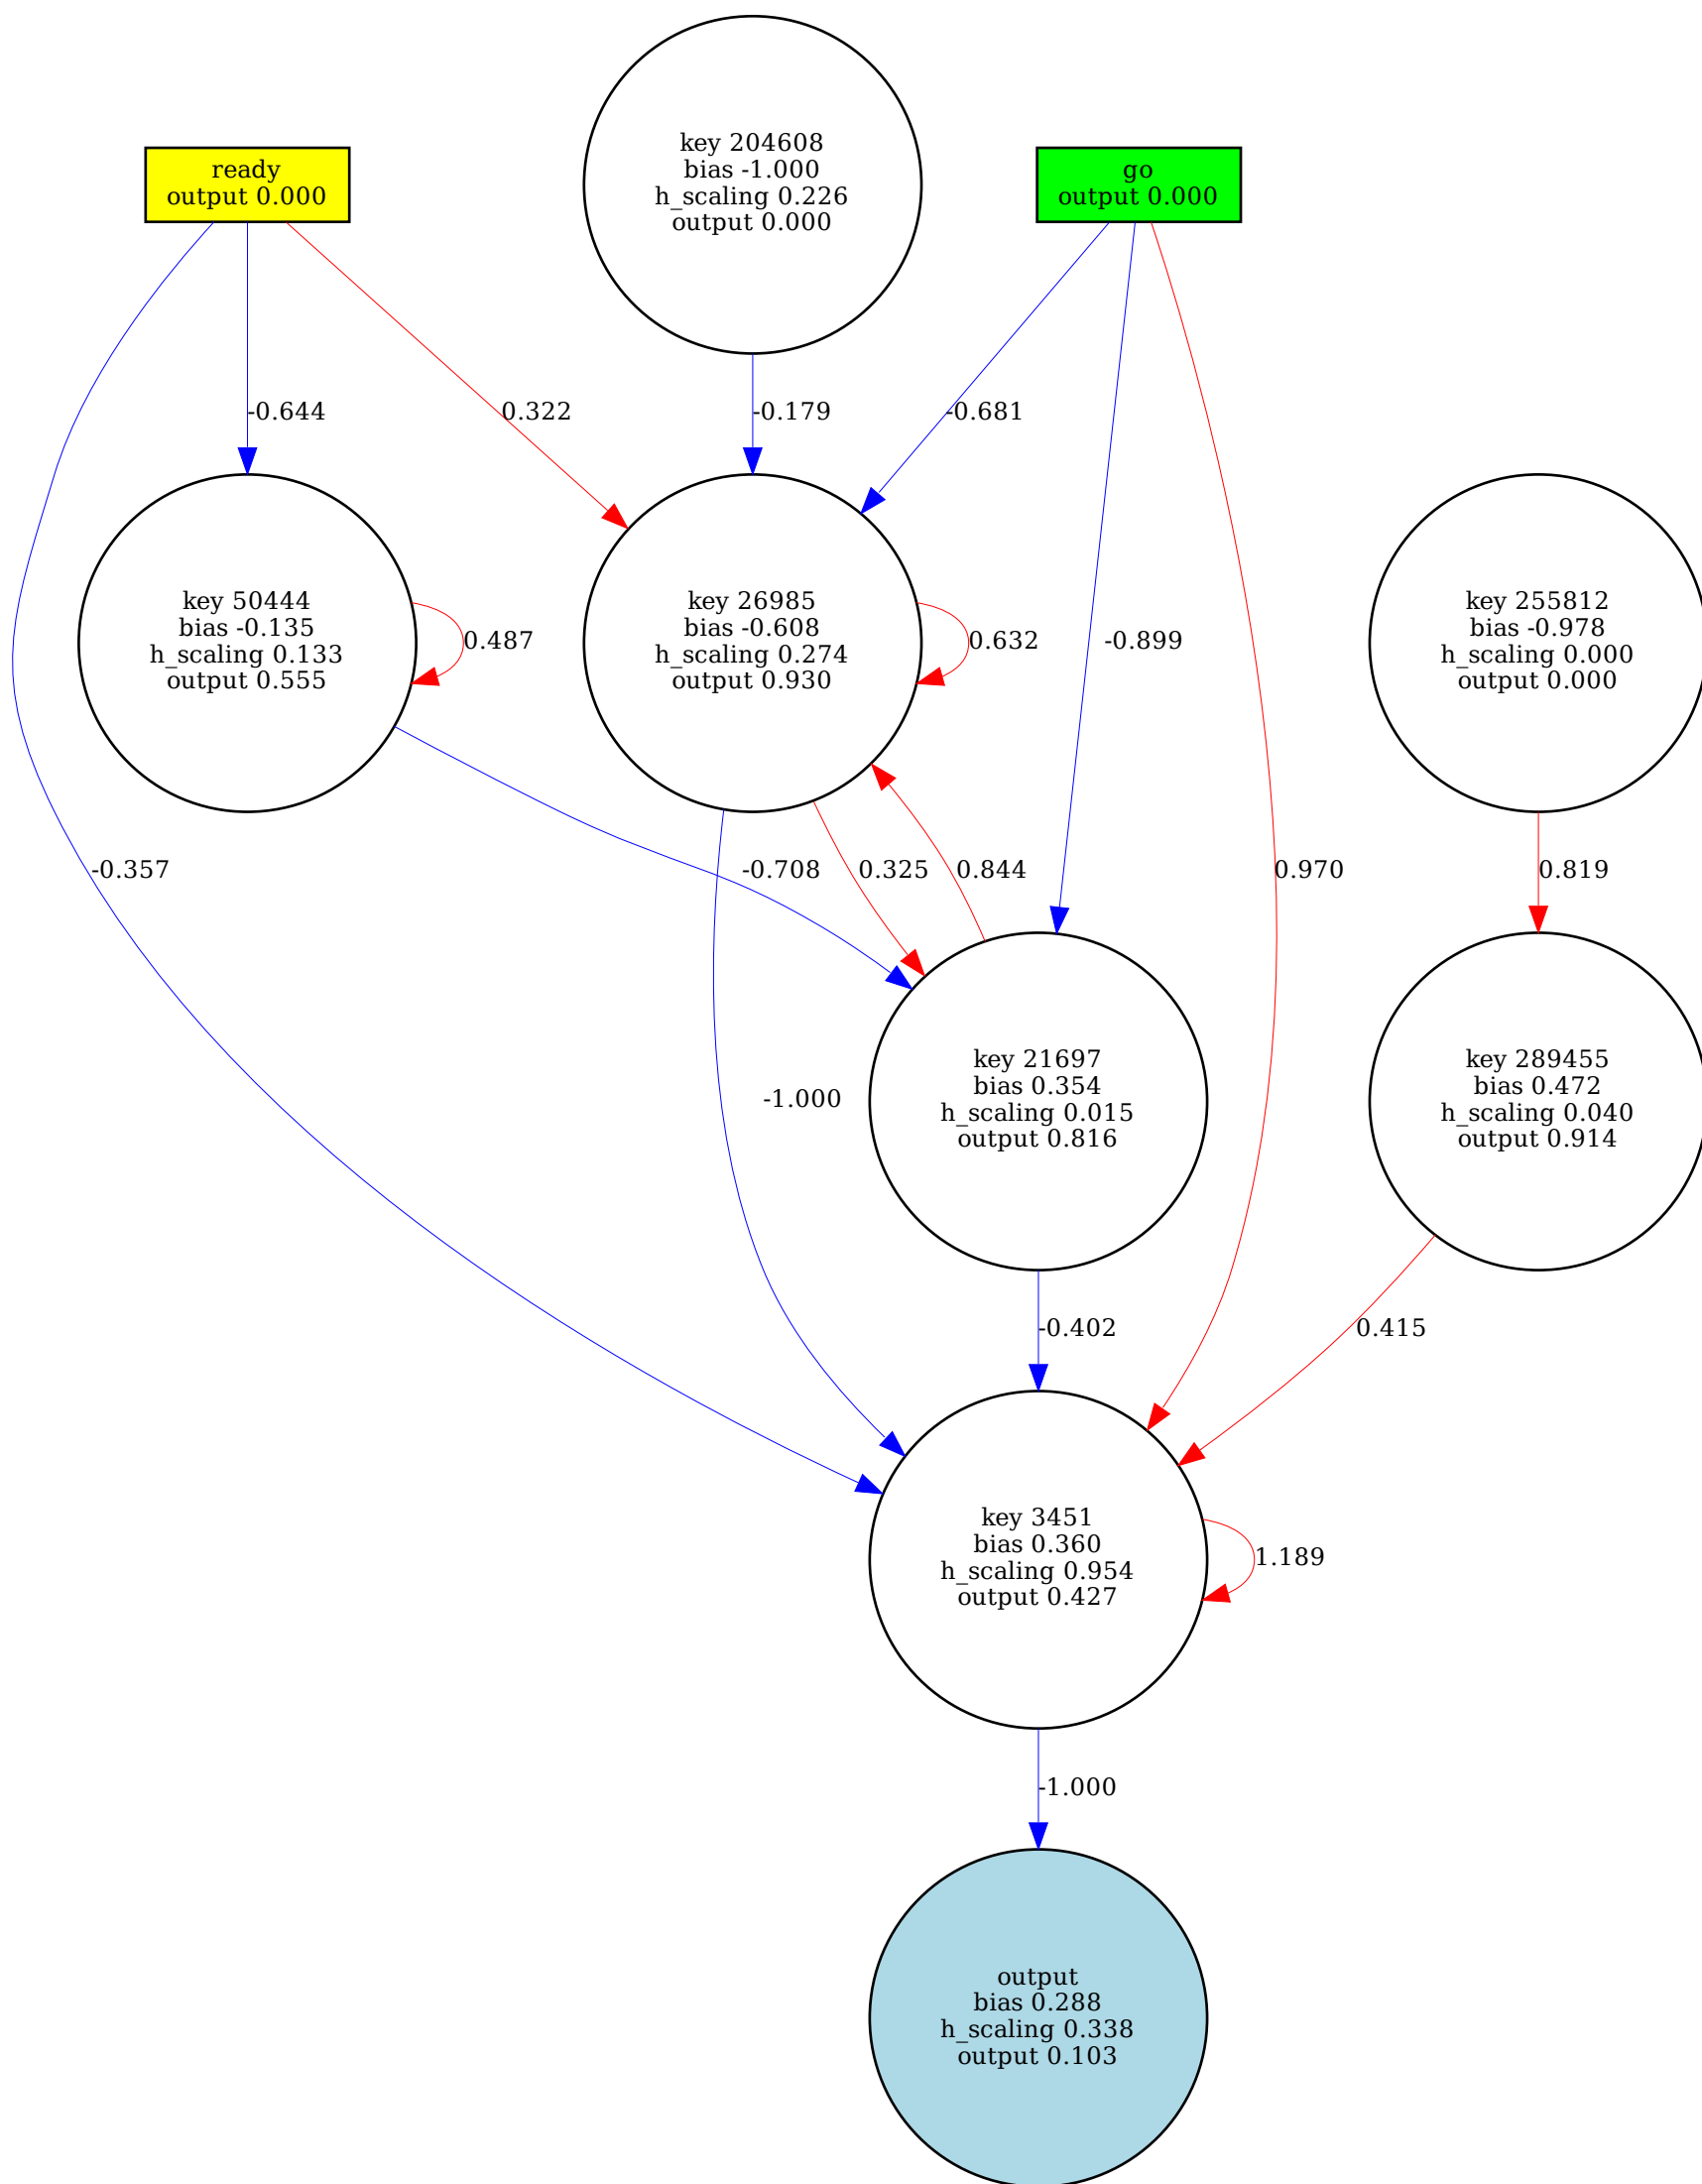 key 204608
bias -1.000
h_scaling 0.226
output 0.000
ready
output 0.000
go
output 0.000
-0.644
0.322
-0.179
-0.681
key 50444
bias -0.135
h_scaling 0.133
output 0.555
0.487
key 26985
bias -0.608
h_scaling 0.274
output 0.930
0.632
-0.899
key 255812
bias -0.978
h_scaling 0.000
output 0.000
-0.357
-0.708
0.325
0.844
0.970
0.819
-1.000
key 21697
bias 0.354
h_scaling 0.015
output 0.816
key 289455
bias 0.472
h_scaling 0.040
output 0.914
-0.402
0.415
key 3451
bias 0.360
h_scaling 0.954
output 0.427
1.189
-1.000
output
bias 0.288
h_scaling 0.338
output 0.103